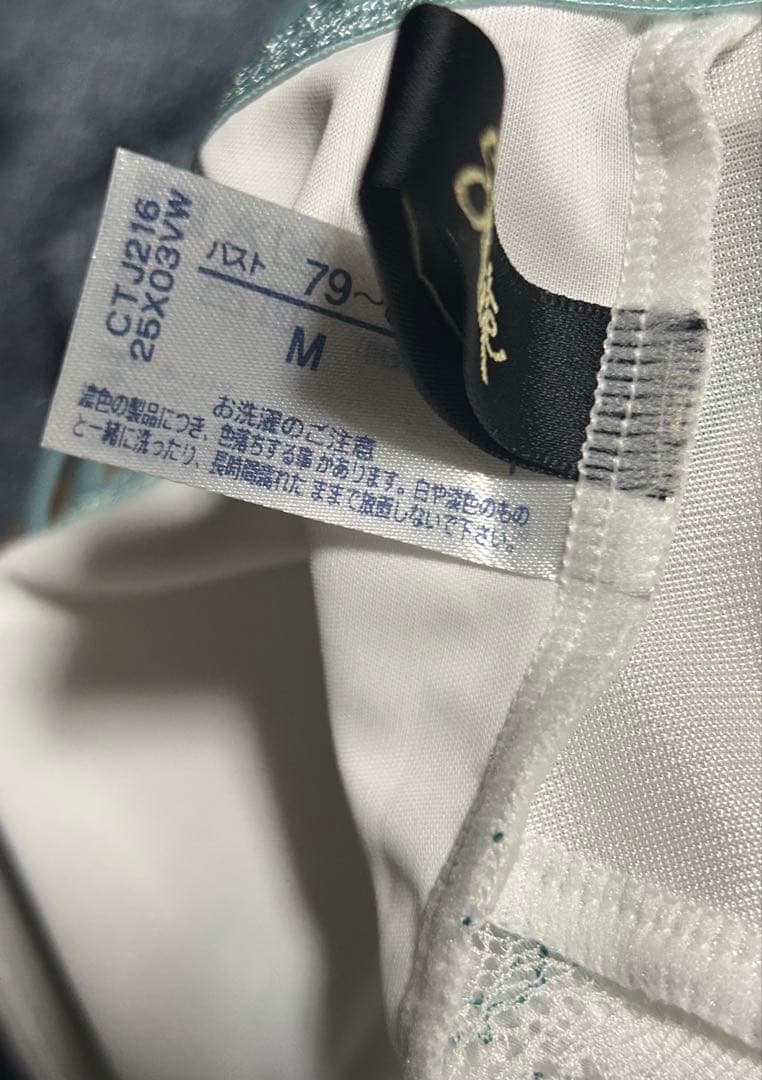 CTJ216
25X03VW
バスト 79～
M
お洗濯のご注意
濃色の製品につき、色落ちする事があります。白や淡色のもの
と一緒に洗ったり、長時間濡れたままで放置しないで下さい。